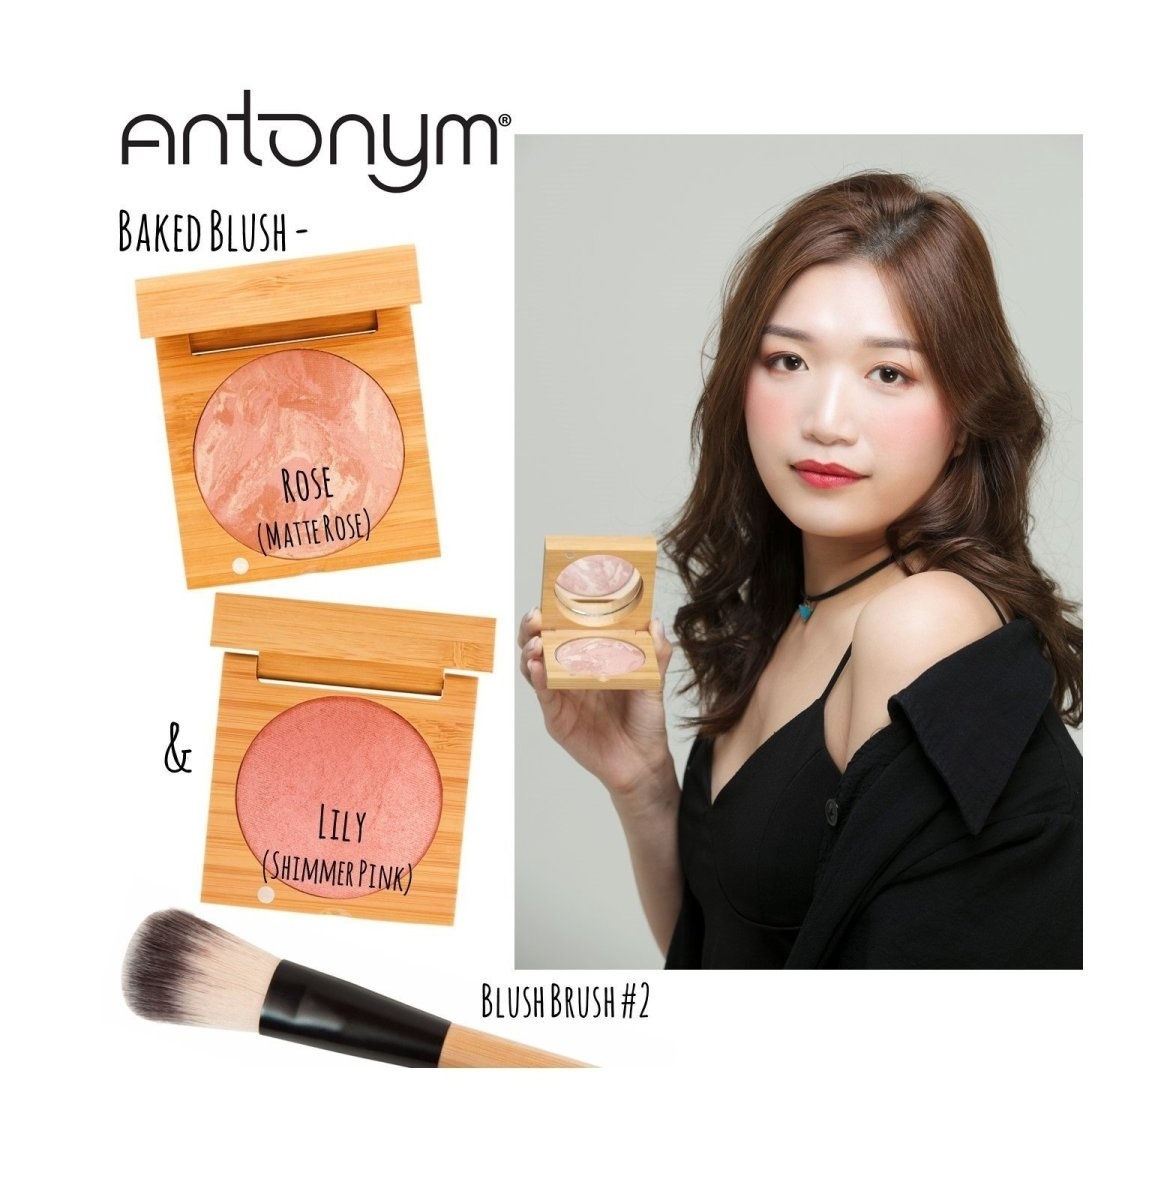 Antonym®
BAKED BLUSH -
ROSE
(MATTE ROSE)
&
LILY
(SHIMMER PINK)
BLUSH BRUSH #2